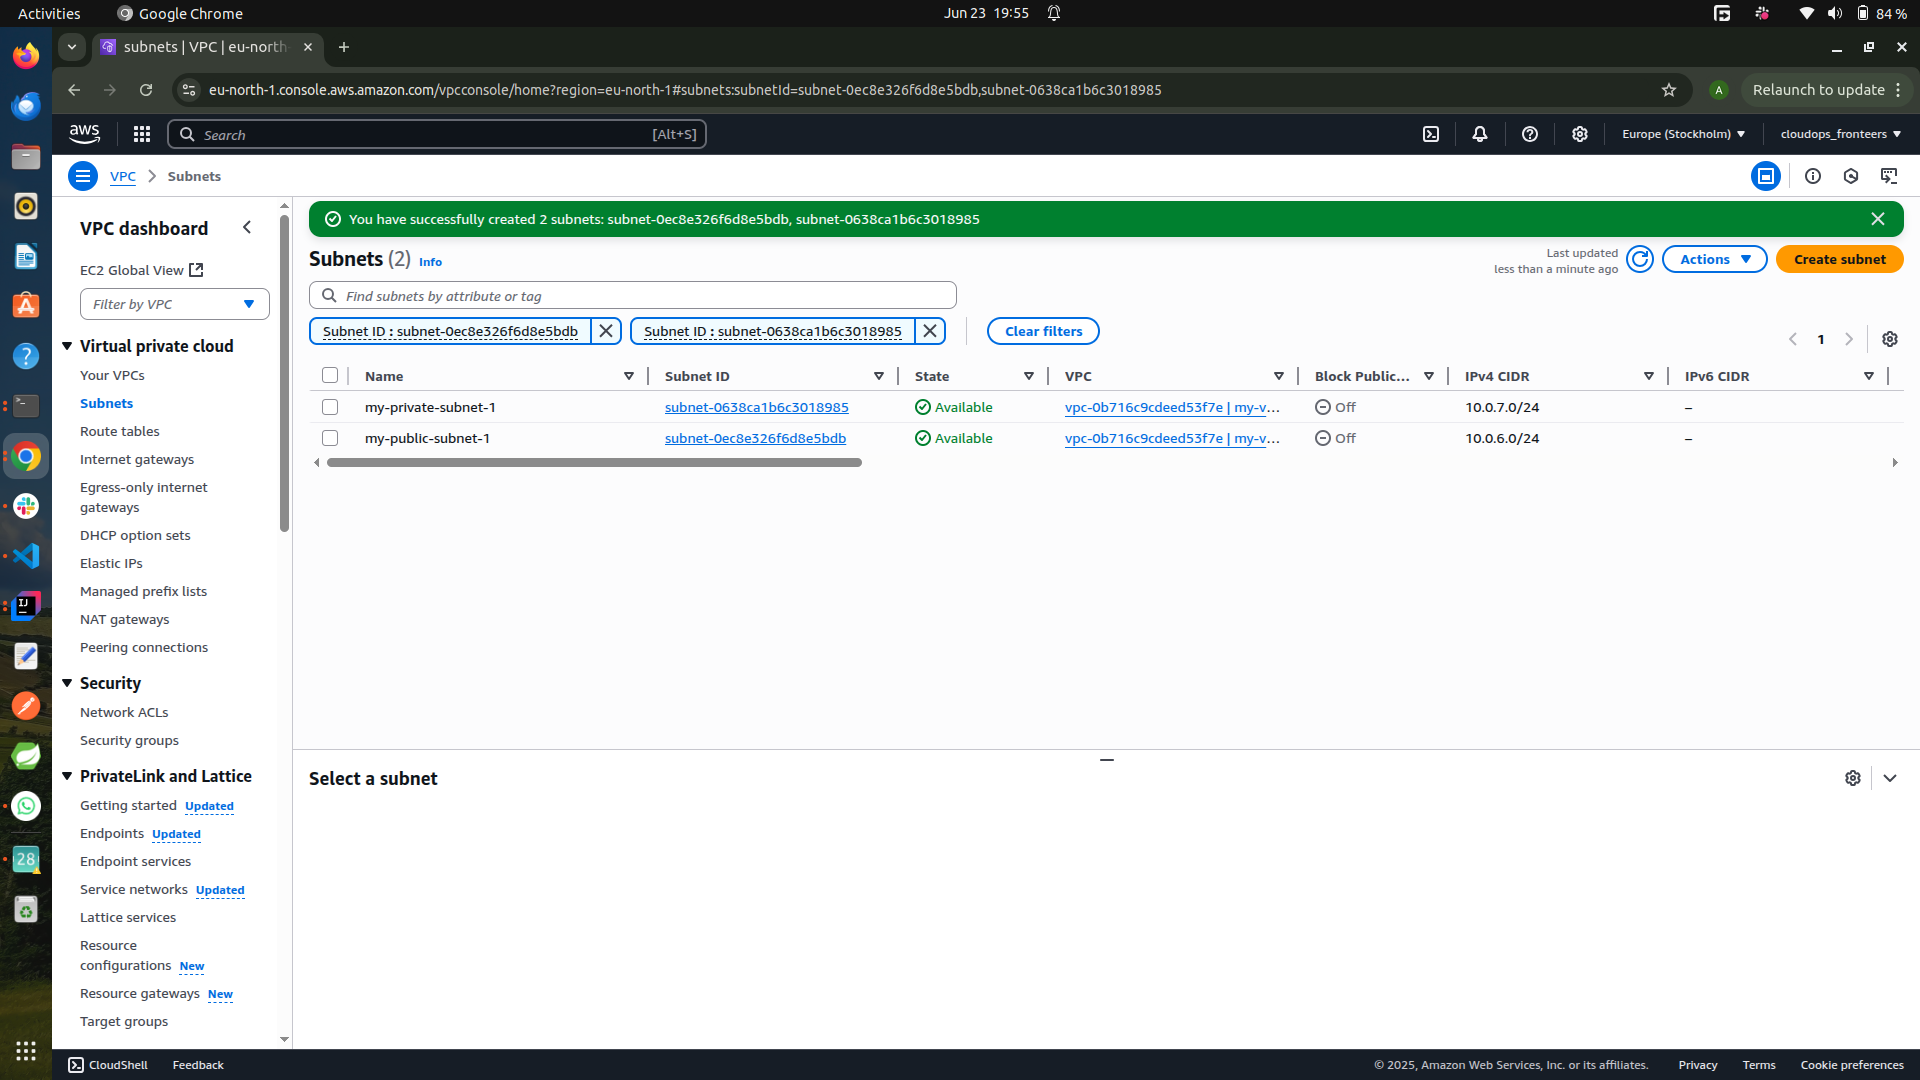 Activities
Google Chrome
Jun 23 19:55
84 %
subnets | VPC | eu-north-
eu-north-1.console.aws.amazon.com/vpcconsole/home?region=eu-north-1#subnets:subnetId=subnet-0ec8e326f6d8e5bdb,subnet-0638ca1b6c3018985
A
Relaunch to update
aws
Search
[Alt+S]
Europe (Stockholm)
cloudops_fronteers
VPC
Subnets
VPC dashboard
EC2 Global View
Filter by VPC
Virtual private cloud
Your VPCs
Subnets
Route tables
Internet gateways
Egress-only internet
gateways
DHCP option sets
Elastic IPs
Managed prefix lists
NAT gateways
Peering connections
Security
Network ACLs
Security groups
PrivateLink and Lattice
Getting started Updated
Endpoints Updated
Endpoint services
Service networks Updated
Lattice services
Resource
configurations New
Resource gateways New
Target groups
You have successfully created 2 subnets: subnet-0ec8e326f6d8e5bdb, subnet-0638ca1b6c3018985
Subnets (2) Info
Last updated
less than a minute ago
Actions
Create subnet
Find subnets by attribute or tag
Subnet ID : subnet-0ec8e326f6d8e5bdb
Subnet ID : subnet-0638ca1b6c3018985
Clear filters
1
Name Subnet ID State VPC Block Public... IPv4 CIDR IPv6 CIDR
my-private-subnet-1 subnet-0638ca1b6c3018985 Available vpc-0b716c9cdeed53f7e | my-v... Off 10.0.7.0/24 –
my-public-subnet-1 subnet-0ec8e326f6d8e5bdb Available vpc-0b716c9cdeed53f7e | my-v... Off 10.0.6.0/24 –
Select a subnet
IJ
28
CloudShell
Feedback
© 2025, Amazon Web Services, Inc. or its affiliates.
Privacy
Terms
Cookie preferences